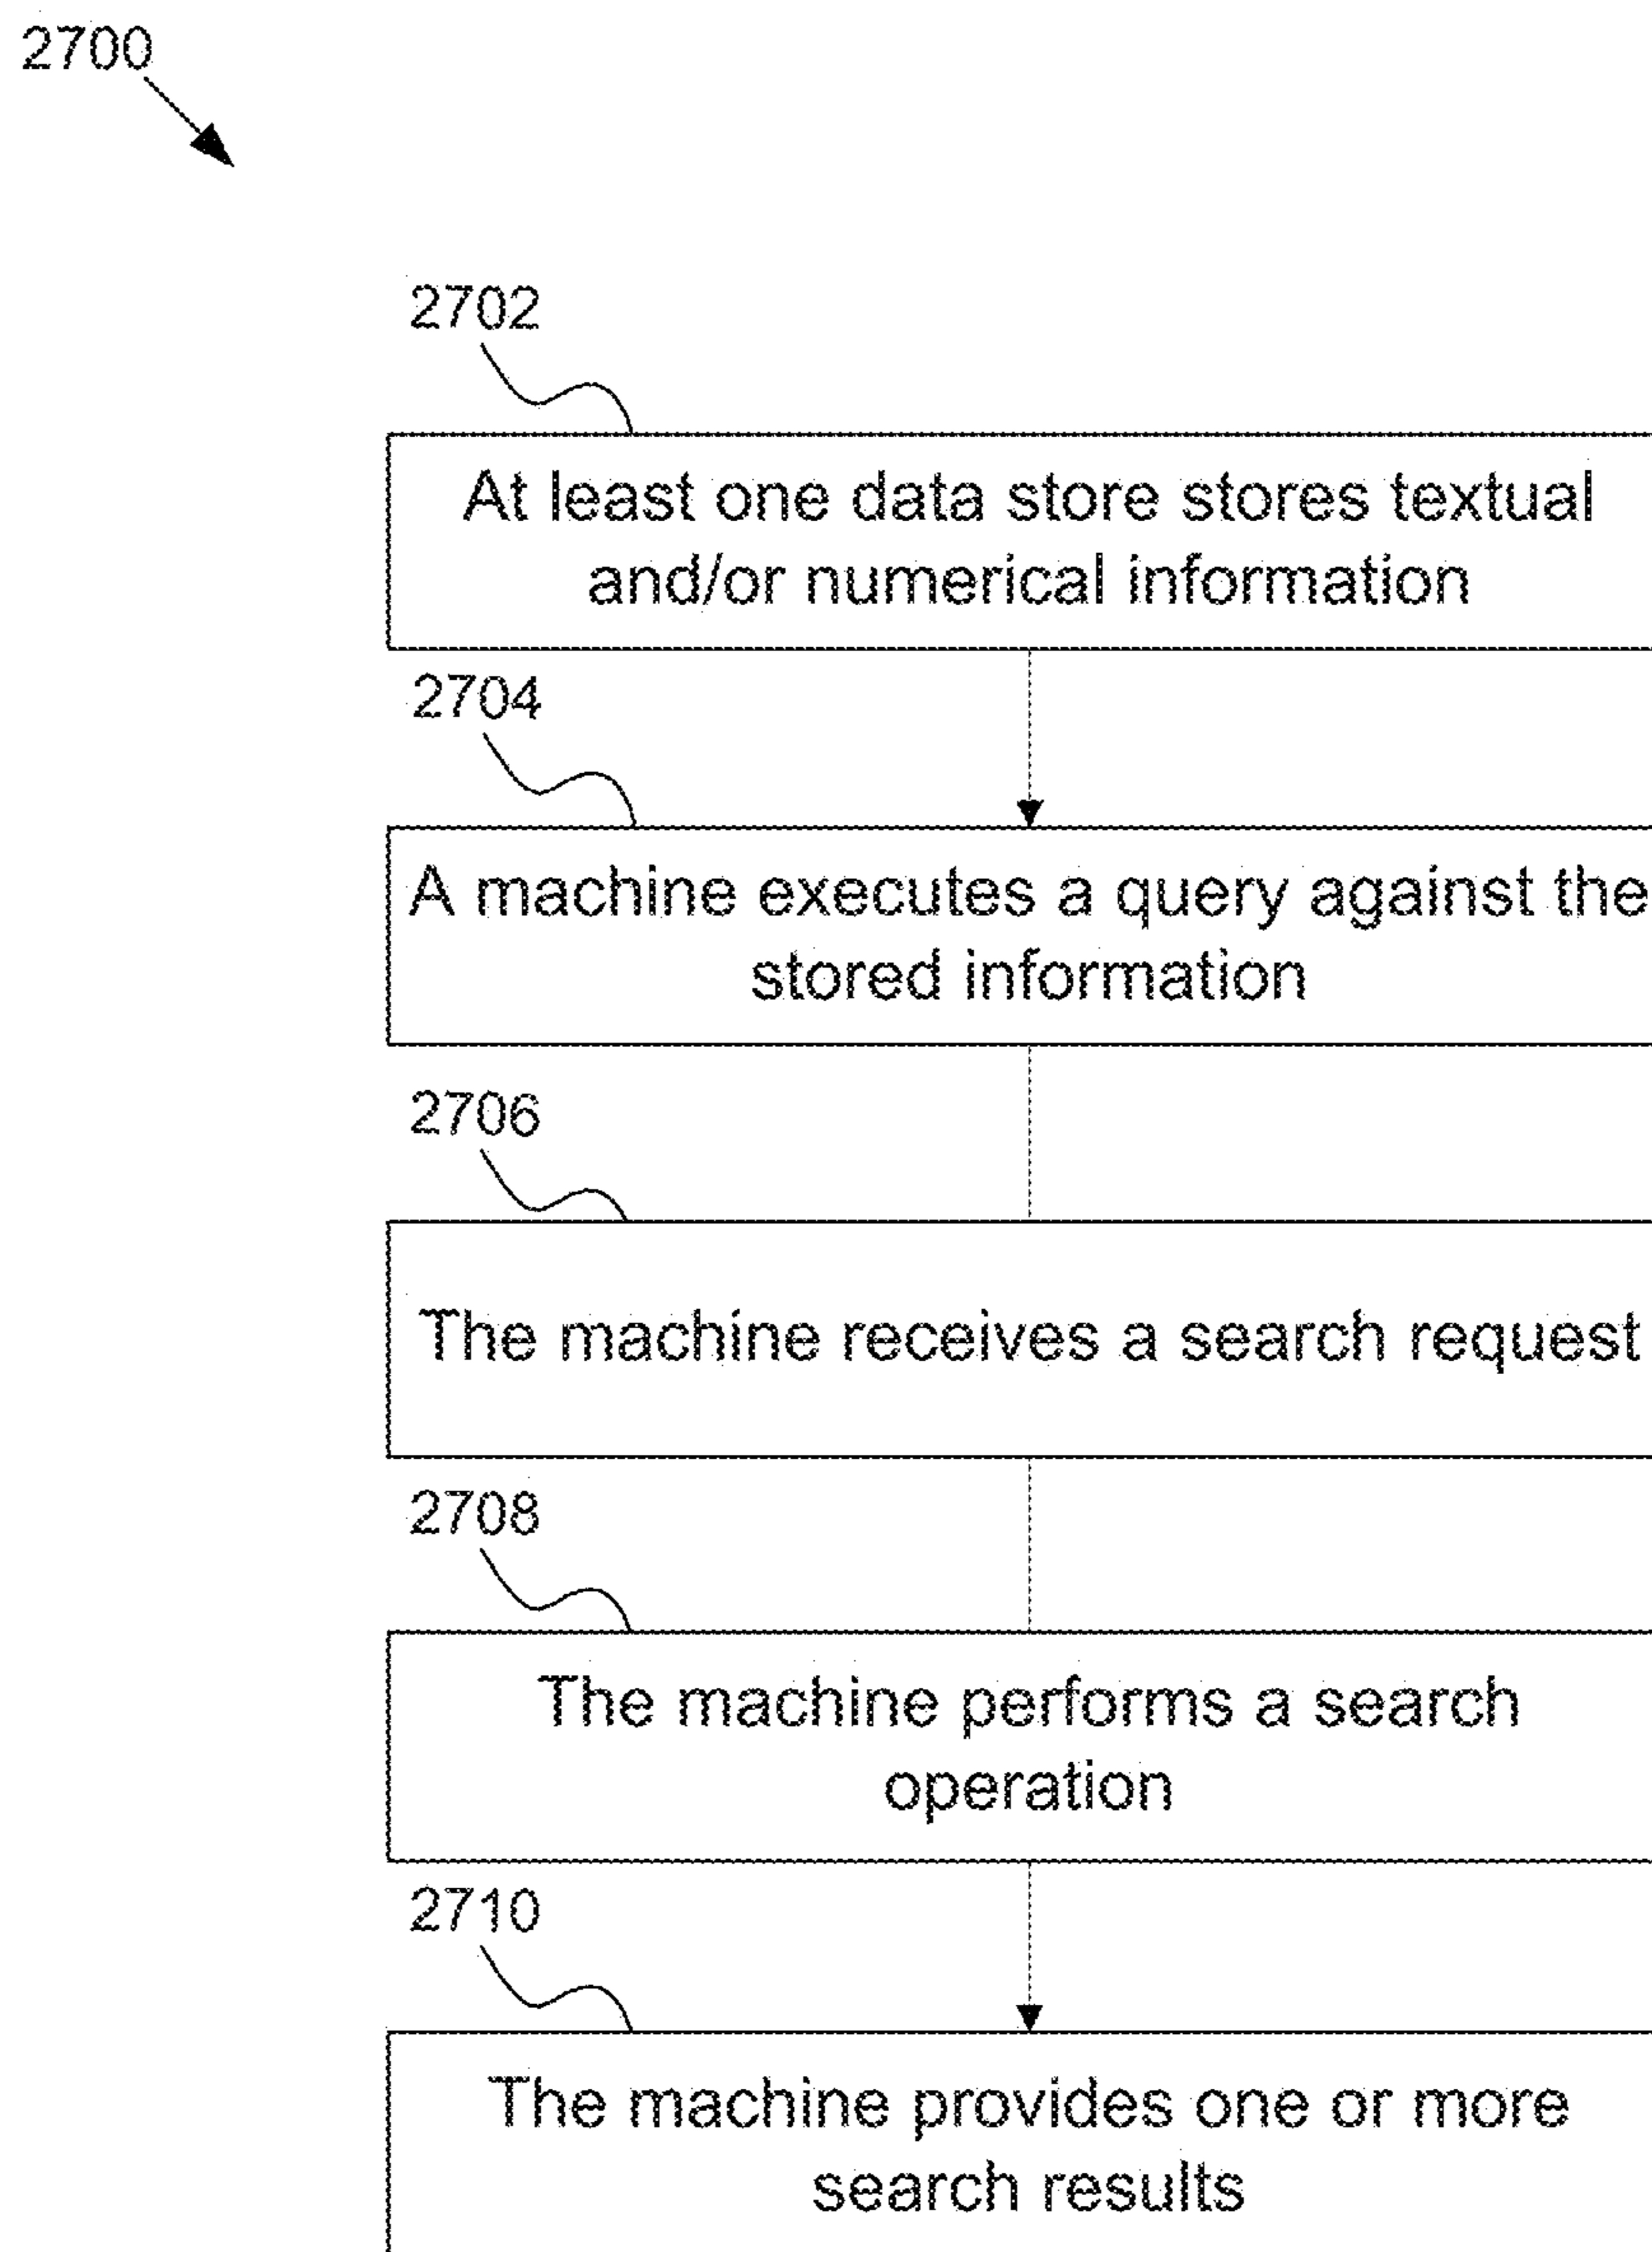 2700
2702
At least one data store stores textual
and/or numerical information
2704
A machine executes a query against the
stored information
2706
The machine receives a search request
2708
The machine performs a search
operation
2710
The machine provides one or more
search results